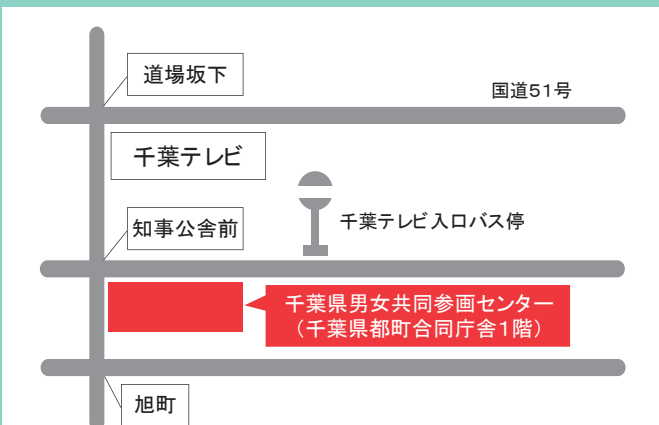 道場坂下
国道51号
千葉テレビ
知事公舎前
千葉テレビ入口バス停
千葉県男女共同参画センター
（千葉県都町合同庁舎1階）
旭町